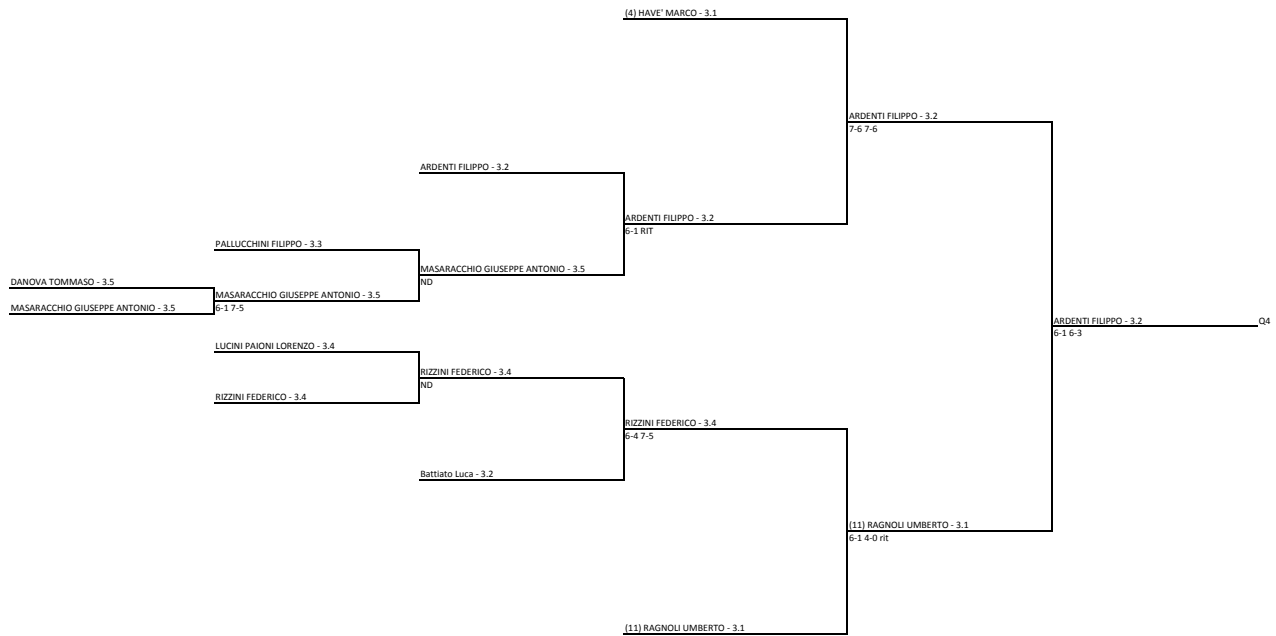 (4) HAVE' MARCO - 3.1
ARDENTI FILIPPO - 3.2
7-6 7-6
ARDENTI FILIPPO - 3.2
ARDENTI FILIPPO - 3.2
6-1 RIT
PALLUCCHINI FILIPPO - 3.3
MASARACCHIO GIUSEPPE ANTONIO - 3.5
ND
DANOVA TOMMASO - 3.5
MASARACCHIO GIUSEPPE ANTONIO - 3.5
MASARACCHIO GIUSEPPE ANTONIO - 3.5
6-1 7-5
ARDENTI FILIPPO - 3.2
Q4
6-1 6-3
LUCINI PAIONI LORENZO - 3.4
RIZZINI FEDERICO - 3.4
ND
RIZZINI FEDERICO - 3.4
RIZZINI FEDERICO - 3.4
6-4 7-5
Battiato Luca - 3.2
(11) RAGNOLI UMBERTO - 3.1
6-1 4-0 rit
(11) RAGNOLI UMBERTO - 3.1